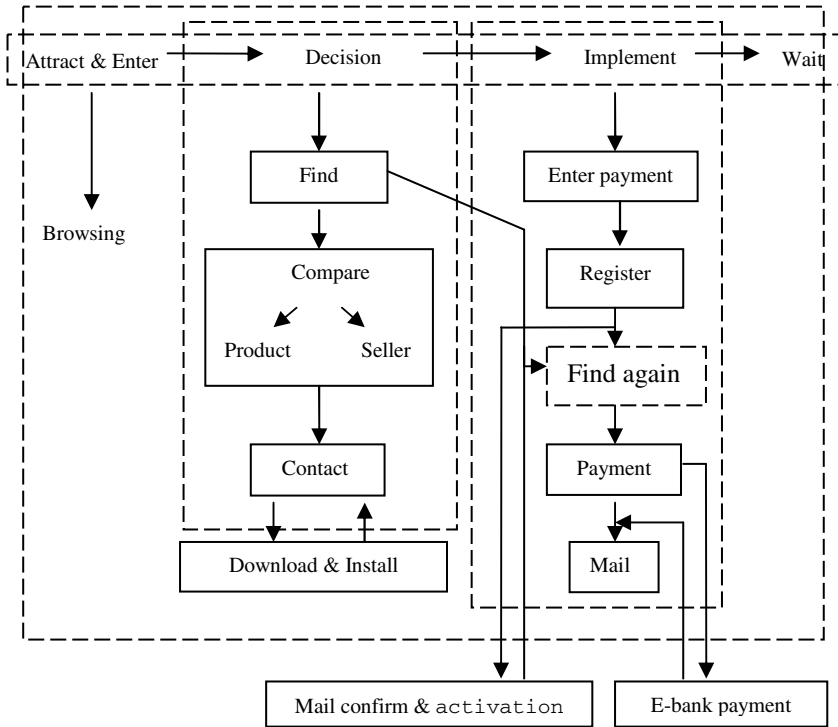 Attract & Enter
Decision
Implement
Wait
Find
Enter payment
Browsing
Compare
Register
Product
Seller
Find again
Contact
Payment
Download & Install
Mail
Mail confirm & activation
E-bank payment